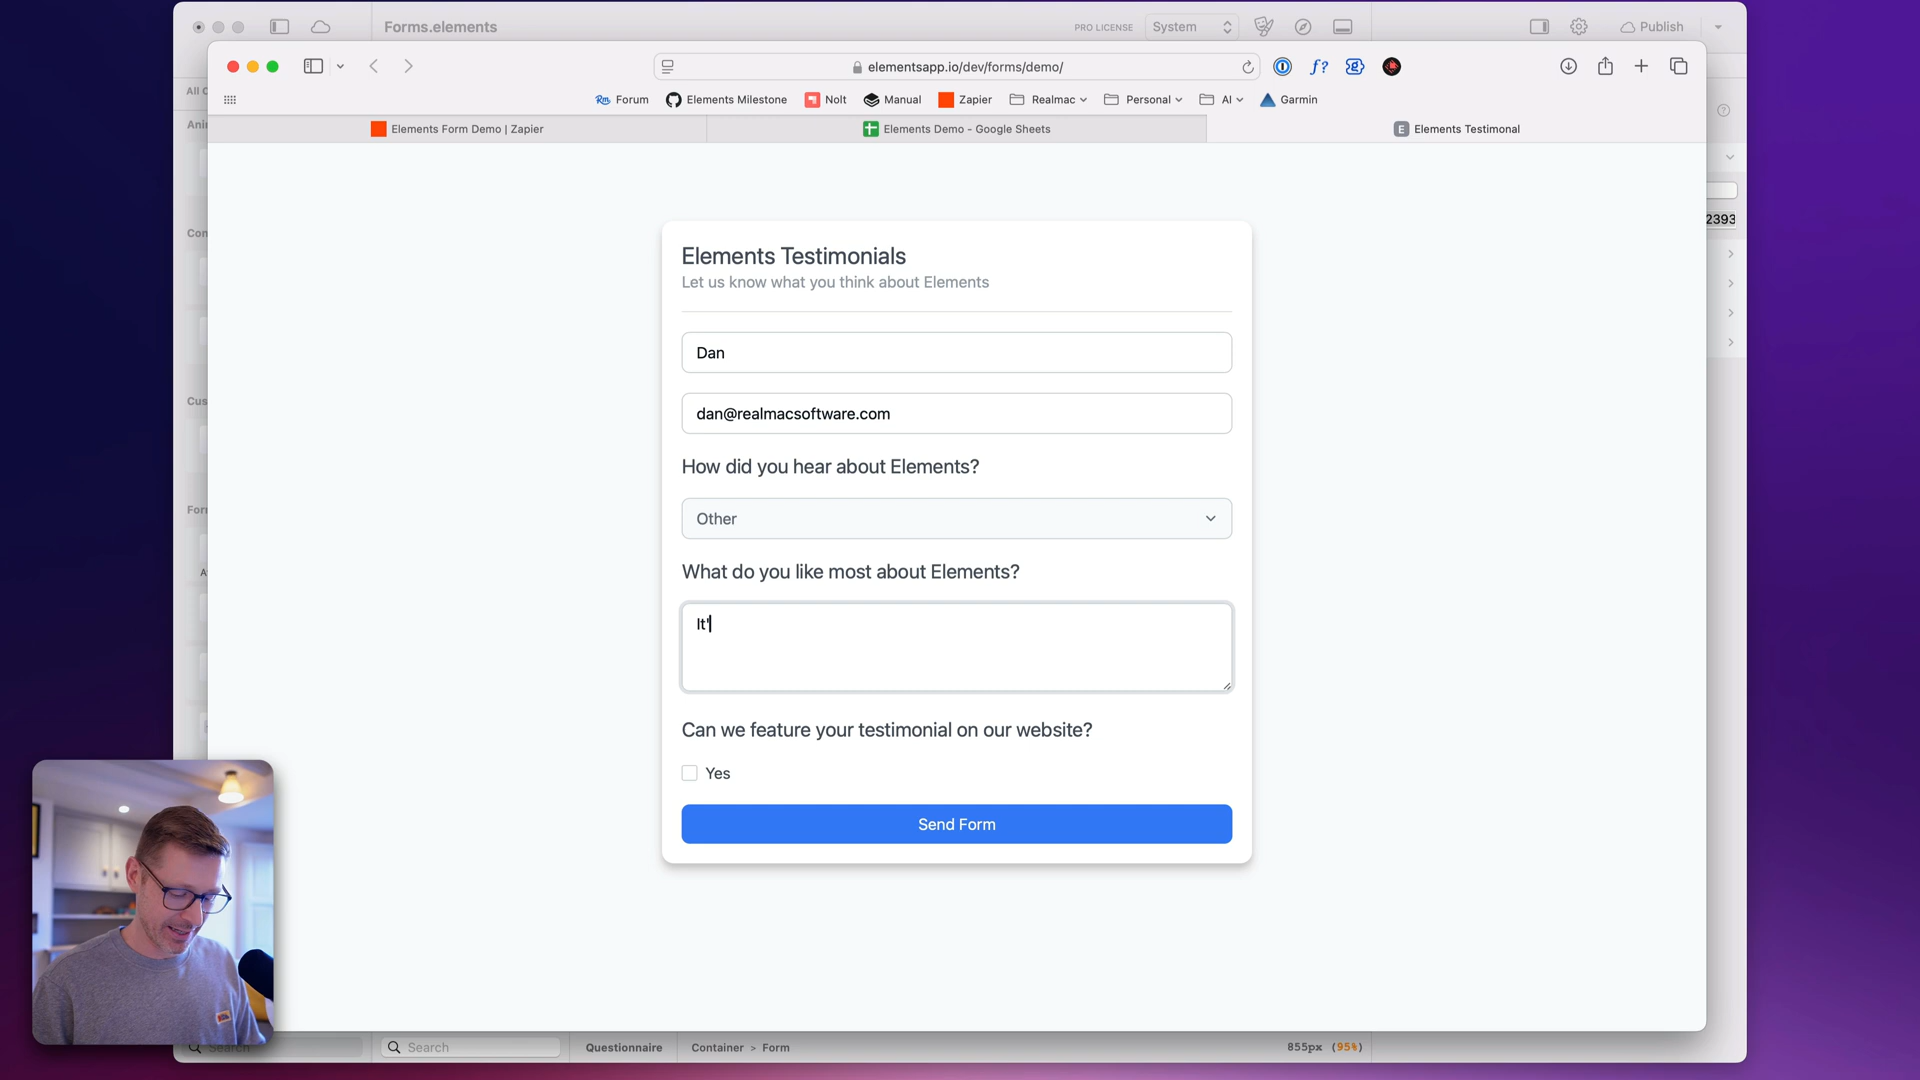 Forms.elements
PRO LICENSE
System
Publish
elementsapp.io/dev/forms/demo/
Forum
Elements Milestone
Nolt
Manual
Zapier
Realmac
Personal
AI
Garmin
Elements Form Demo | Zapier
Elements Demo - Google Sheets
E Elements Testimonal
2393
Elements Testimonials
Let us know what you think about Elements
Dan
dan@realmacsoftware.com
How did you hear about Elements?
Other
What do you like most about Elements?
It'
Can we feature your testimonial on our website?
Yes
Send Form
Search
Search
Questionnaire
Container > Form
855px (95%)